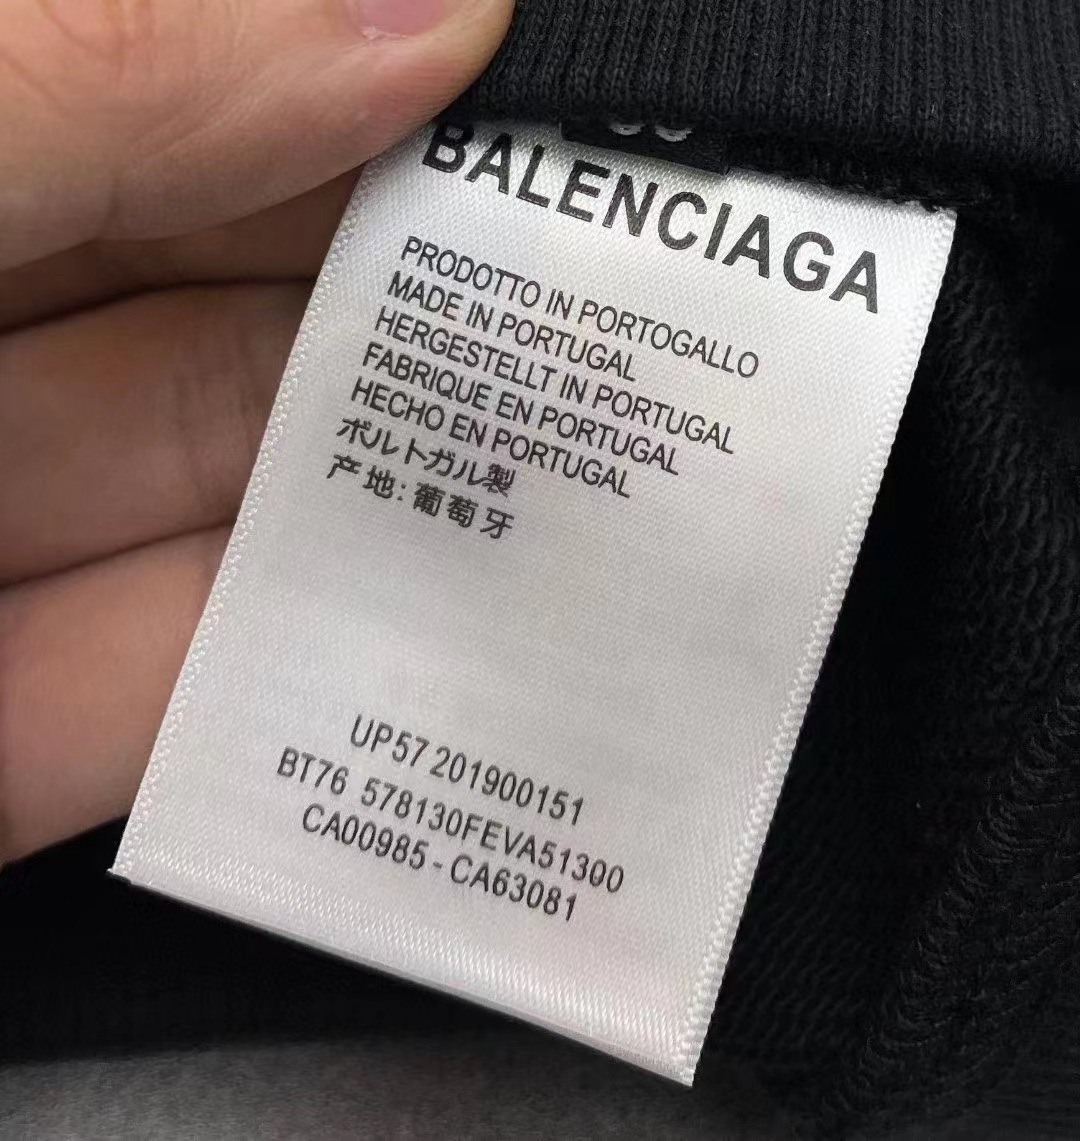 BALENCIAGA
PRODOTTO IN PORTOGALLO
MADE IN PORTUGAL
HERGESTELLT IN PORTUGAL
FABRIQUE EN PORTUGAL
HECHO EN PORTUGAL
ポルトガル製
产地:葡萄牙
UP57 201900151
BT76 578130FEVA51300
CA00985 - CA63081